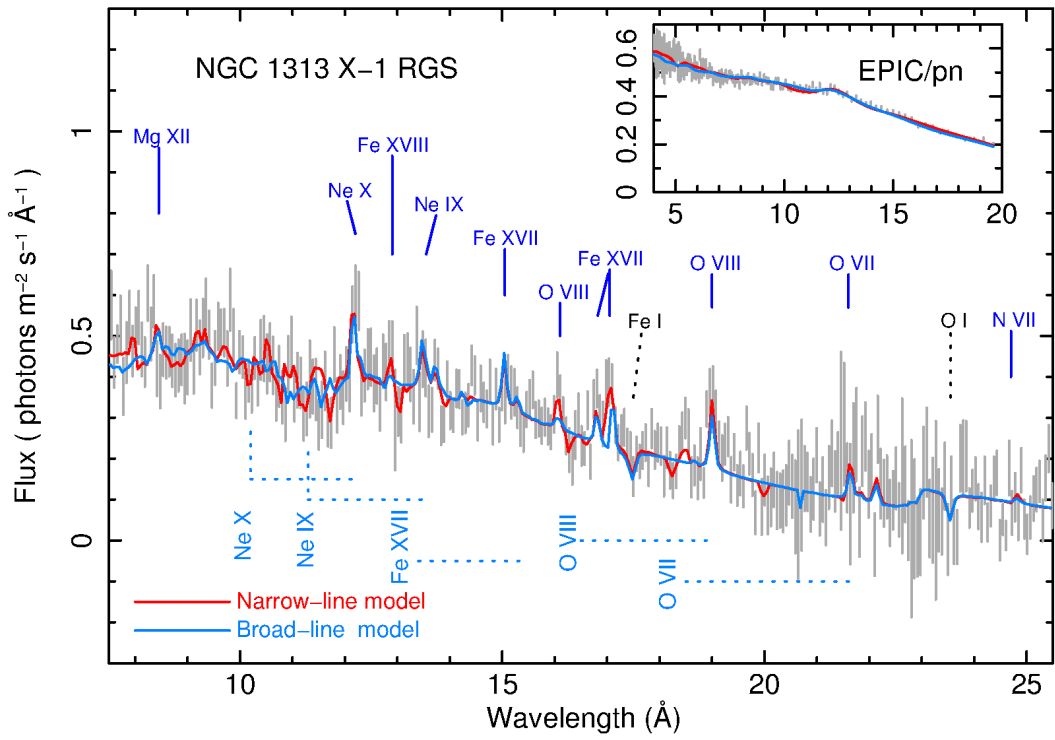 NGC 1313 X−1 RGS
EPIC/pn
0
0.2
0.4
0.6
5
10
15
20
Mg XII
Fe XVIII
Ne X
Ne IX
Fe XVII
O VIII
Fe XVII
Fe I
O VIII
O VII
O I
N VII
1
0.5
0
Flux ( photons m−2 s−1 Å−1)
Ne X
Ne IX
Fe XVII
O VIII
O VII
Narrow−line model
Broad−line model
10
15
20
25
Wavelength (Å)